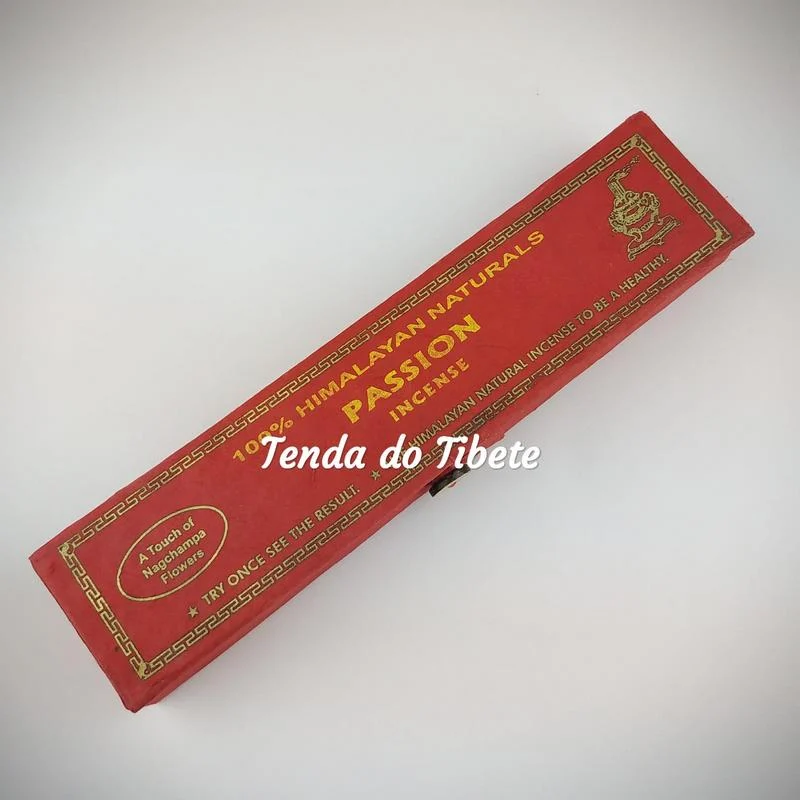 100% HIMALAYAN NATURALS
PASSION
INCENSE
A Touch of
Nagchampa
Flowers
★ TRY ONCE SEE THE RESULT. ★ HIMALAYAN NATURAL INCENSE TO BE A HEALTHY.
Tenda do Tibete